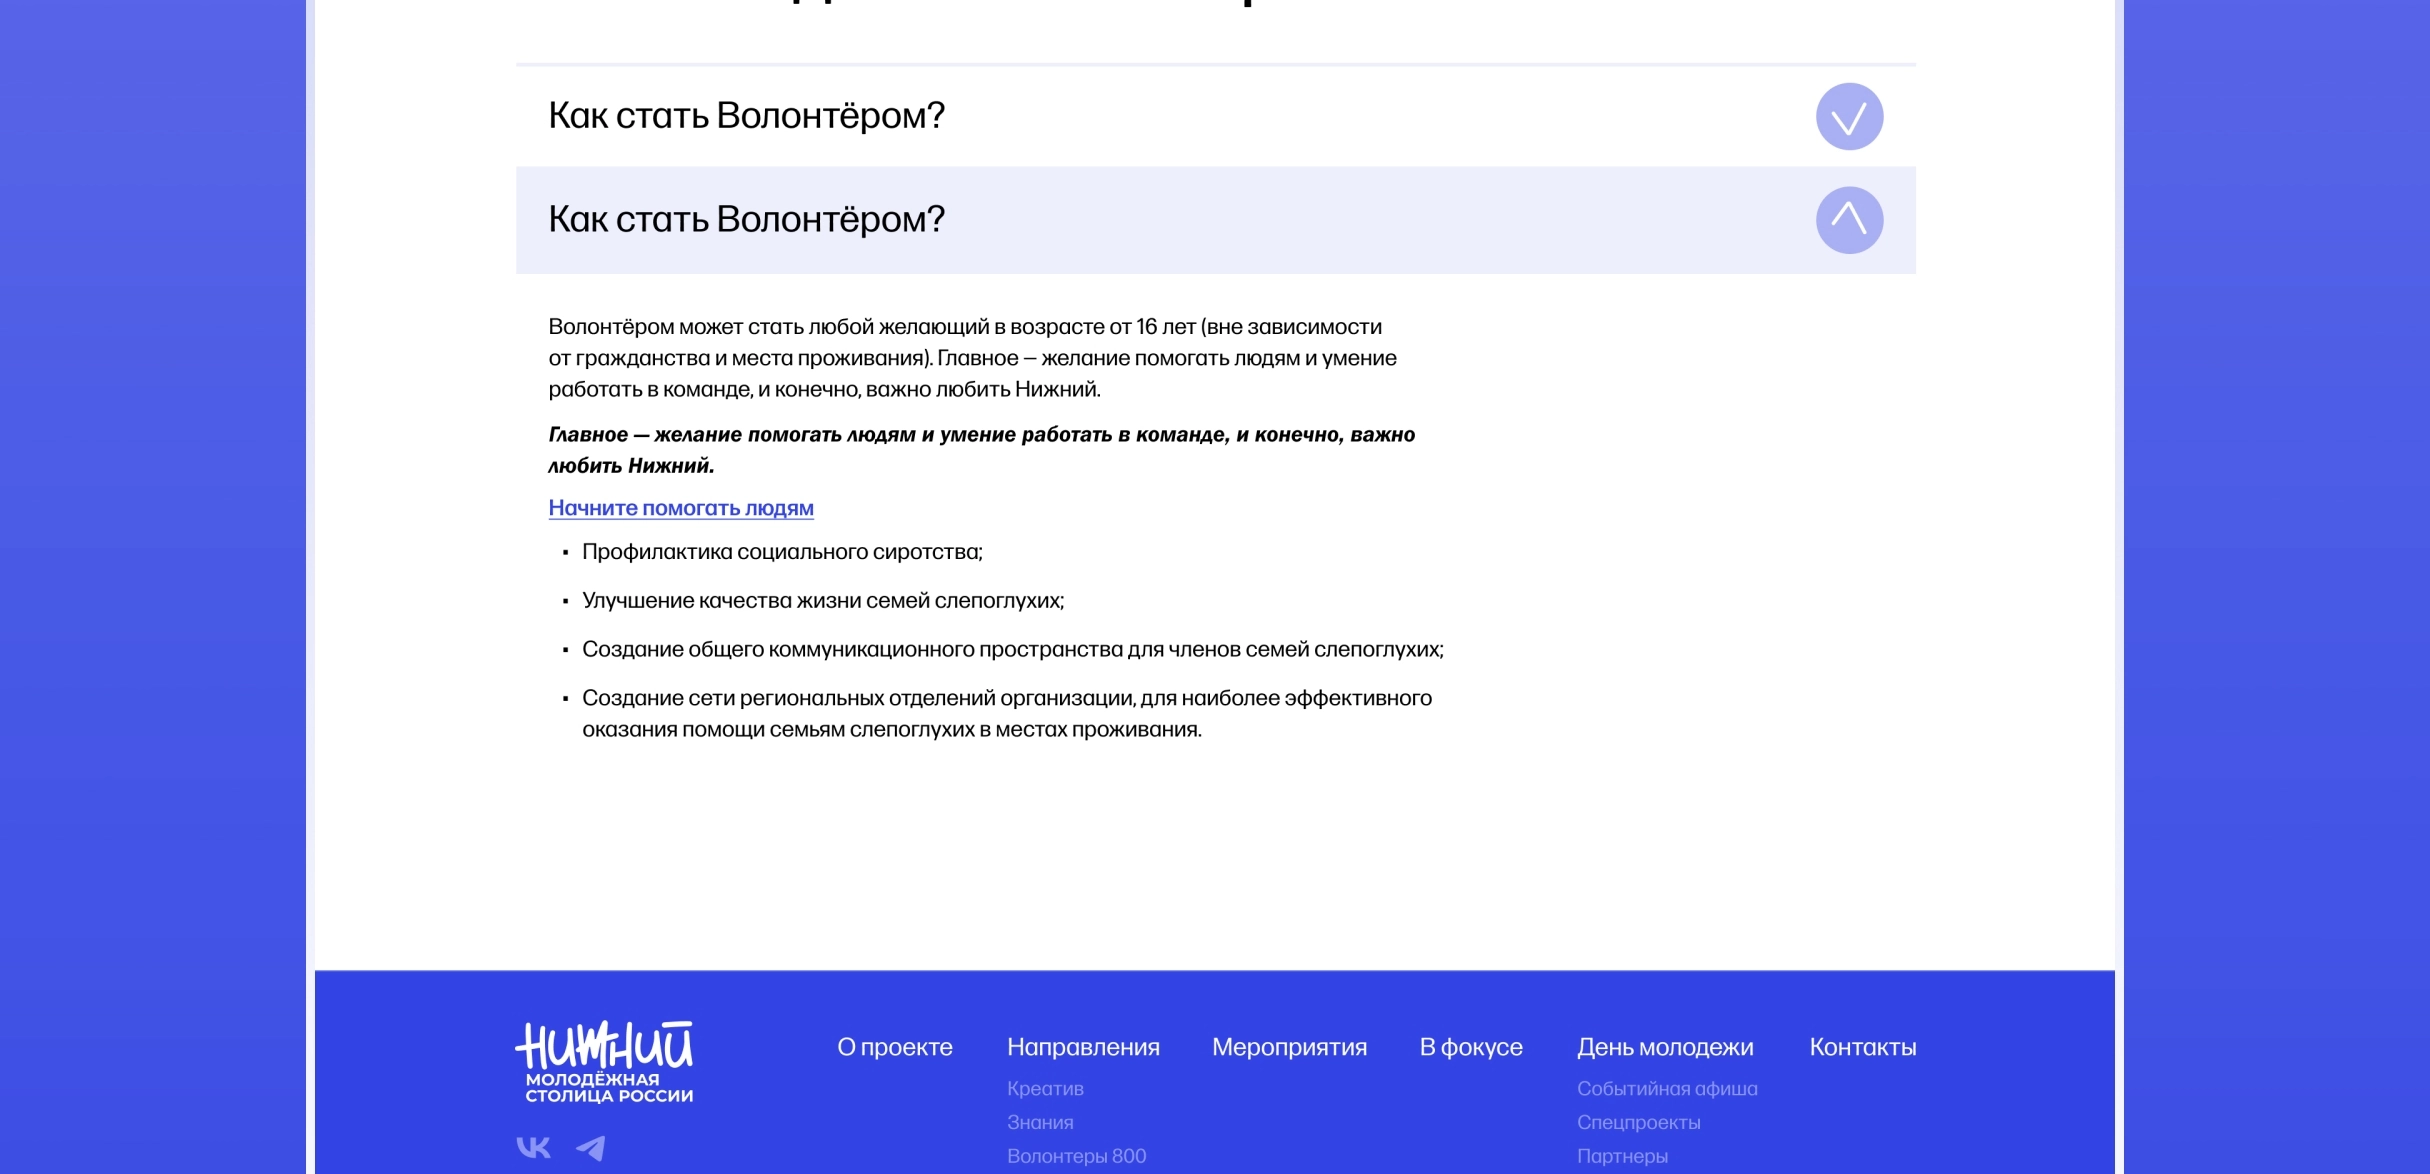 Как стать Волонтёром?
Как стать Волонтёром?
Волонтёром может стать любой желающий в возрасте от 16 лет (вне зависимости
от гражданства и места проживания). Главное — желание помогать людям и умение
работать в команде, и конечно, важно любить Нижний.
Главное — желание помогать людям и умение работать в команде, и конечно, важно
любить Нижний.
Начните помогать людям
▪ Профилактика социального сиротства;
▪ Улучшение качества жизни семей слепоглухих;
▪ Создание общего коммуникационного пространства для членов семей слепоглухих;
▪ Создание сети региональных отделений организации, для наиболее эффективного
оказания помощи семьям слепоглухих в местах проживания.
НИЖНИЙ
МОЛОДЁЖНАЯ
СТОЛИЦА РОССИИ
О проекте
Направления
Креатив
Знания
Волонтеры 800
Мероприятия
В фокусе
День молодежи
Событийная афиша
Спецпроекты
Партнеры
Контакты